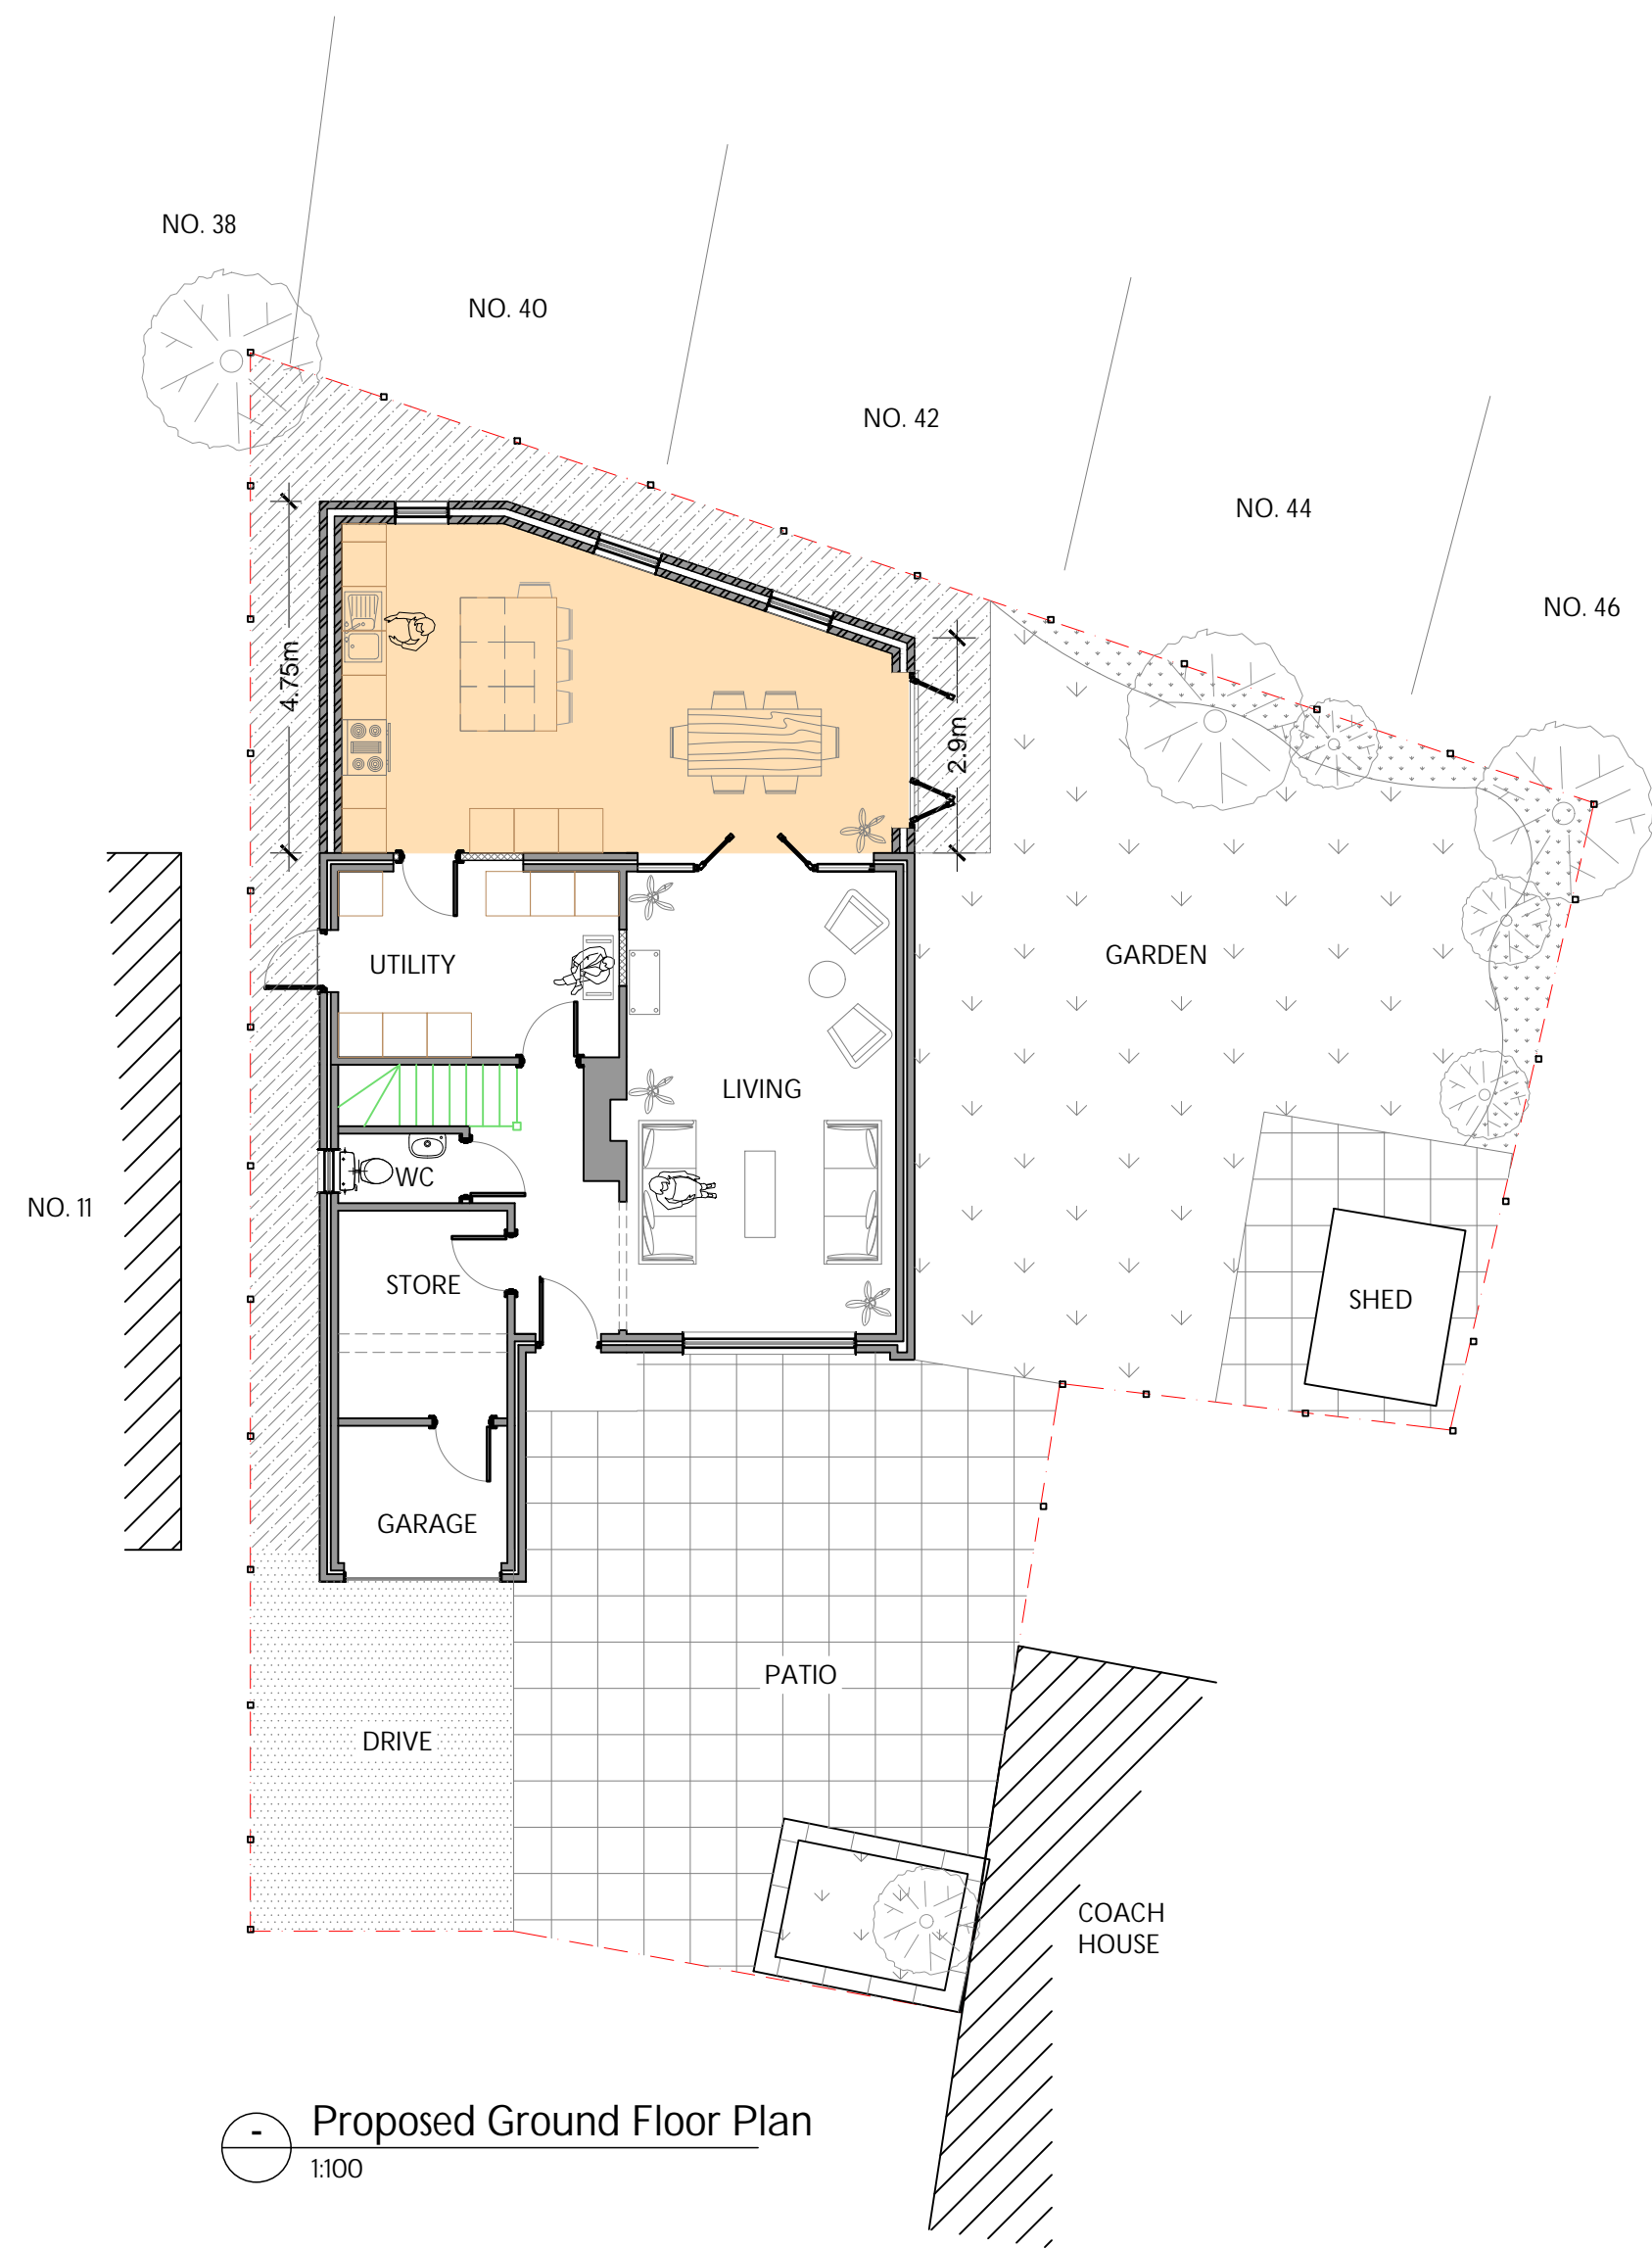 NO. 38
NO. 40
NO. 42
NO. 44
NO. 46
4.75m
2.9m
UTILITY
GARDEN
LIVING
WC
NO. 11
STORE
SHED
GARAGE
PATIO
DRIVE
COACH
HOUSE
-
Proposed Ground Floor Plan
1:100